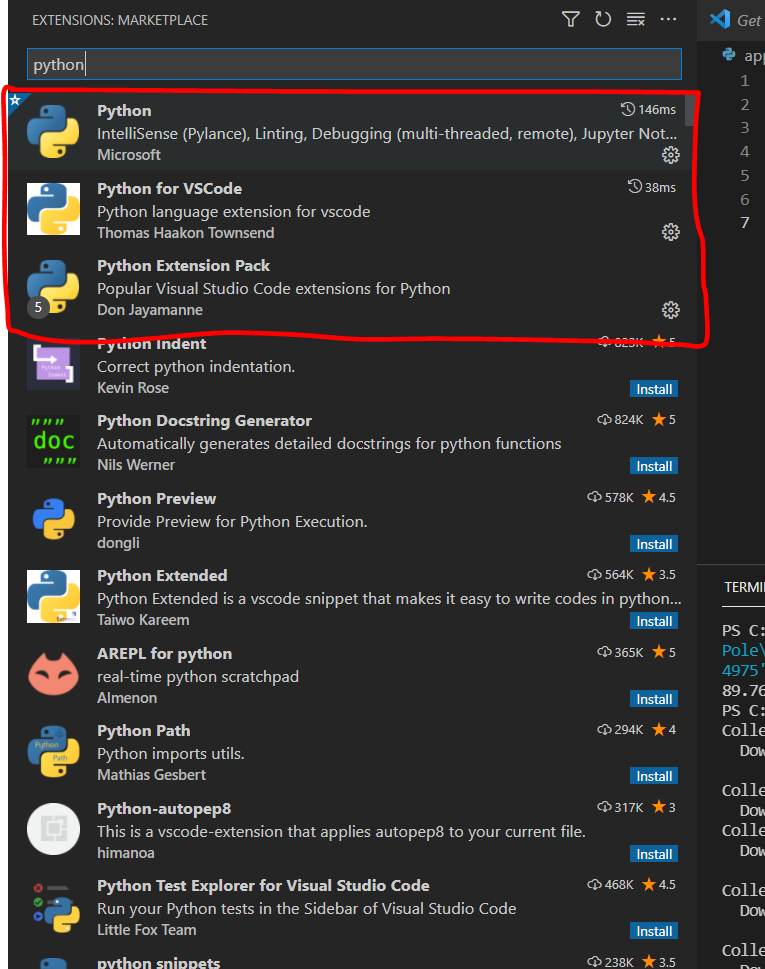 EXTENSIONS: MARKETPLACE
Get
python
app
1
2
3
4
5
6
7
Python
146ms
IntelliSense (Pylance), Linting, Debugging (multi-threaded, remote), Jupyter Not...
Microsoft
Python for VSCode
38ms
Python language extension for vscode
Thomas Haakon Townsend
Python Extension Pack
Popular Visual Studio Code extensions for Python
5
Don Jayamanne
Python Indent
823K 5
Correct python indentation.
Kevin Rose
Install
Python Docstring Generator
824K 5
"""
doc
"""
Automatically generates detailed docstrings for python functions
Nils Werner
Install
Python Preview
578K 4.5
Provide Preview for Python Execution.
dongli
Install
Python Extended
564K 3.5
Python Extended is a vscode snippet that makes it easy to write codes in python...
Taiwo Kareem
Install
AREPL for python
365K 5
real-time python scratchpad
Almenon
Install
Python Path
294K 4
Python
Path
Python imports utils.
Mathias Gesbert
Install
Python-autopep8
317K 3
This is a vscode-extension that applies autopep8 to your current file.
himanoa
Install
Python Test Explorer for Visual Studio Code
468K 4.5
Run your Python tests in the Sidebar of Visual Studio Code
Little Fox Team
Install
python snippets
238K 3.5
TERMI
PS C:
Pole\
4975'
89.76
PS C:
Colle
Dow
Colle
Dow
Colle
Dow
Colle
Dow
Colle